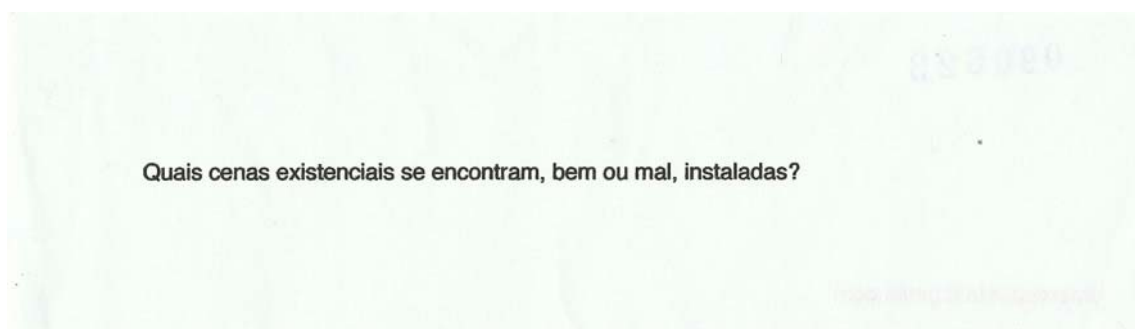 Quais cenas existenciais se encontram, bem ou mal, instaladas?